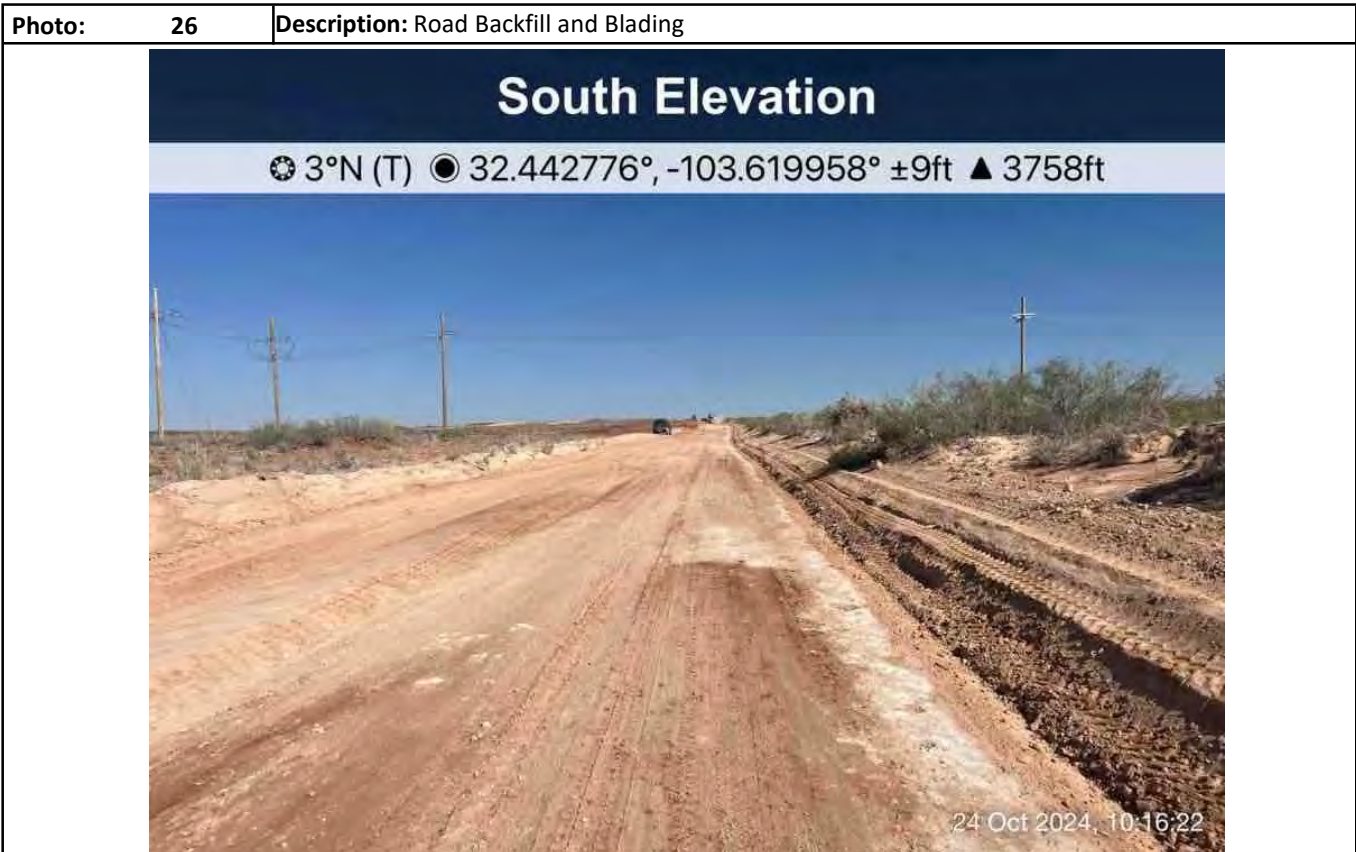 Photo: 26 Description: Road Backfill and Blading
South Elevation
3°N (T) 32.442776°, -103.619958° ±9ft ▲ 3758ft
24 Oct 2024, 10:16:22